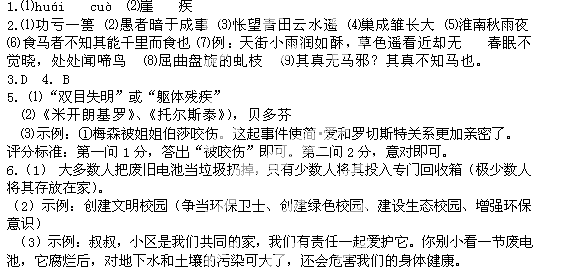 1.⑴huái  cuò ⑵崖  疾
2.⑴功亏一篑 ⑵愚者暗于成事 ⑶怅望青田云水遥 ⑷巢成雏长大 ⑸淮南秋雨夜
⑹食马者不知其能千里而食也 ⑺例：天街小雨润如酥，草色遥看近却无  春眠不
觉晓，处处闻啼鸟 ⑻屈曲盘旋的虬枝 ⑼其真无马邪？其真不知马也。
3.D 4. B
5. ⑴“双目失明”或“躯体残疾”
⑵《米开朗基罗》、《托尔斯泰》，贝多芬
⑶示例：①梅森被姐姐伯莎咬伤。这起事件使简·爱和罗切斯特关系更加亲密了。
评分标准：第一问 1 分，答出“被咬伤”即可。第二问 2 分，意对即可。
6.⑴ 大多数人把废旧电池当垃圾扔掉，只有少数人将其投入专门回收箱（极少数人
将其存放在家）。
（2）示例：创建文明校园（争当环保卫士、创建绿色校园、建设生态校园、增强环保
意识）
（3）示例：叔叔，小区是我们共同的家，我们有责任一起爱护它。你别小看一节废电
池，它腐烂后，对地下水和土壤的污染可大了，还会危害我们的身体健康。